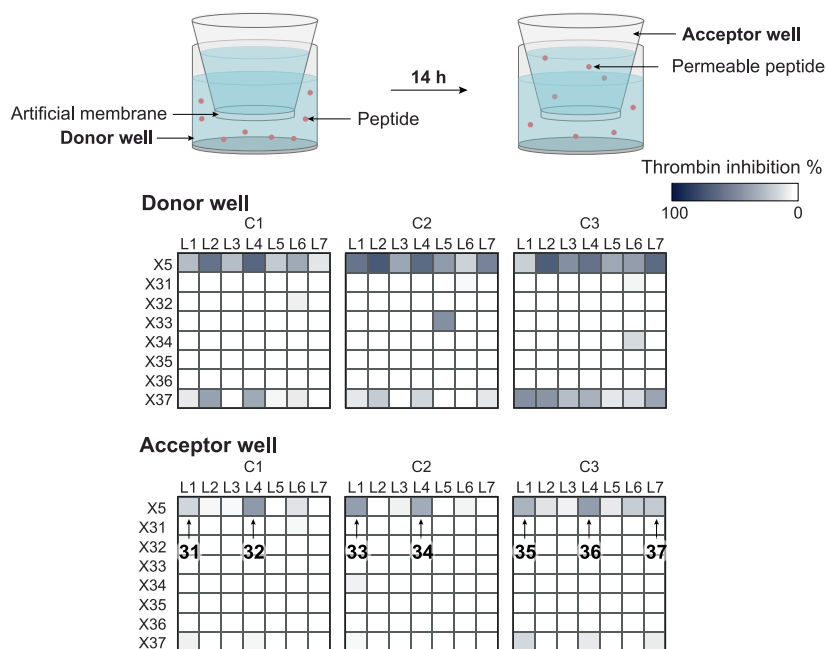 14 h
Acceptor well
Permeable peptide
Artificial membrane
Peptide
Donor well
Thrombin inhibition %
100 0
Donor well
C1 C2 C3
L1 L2 L3 L4 L5 L6 L7 L1 L2 L3 L4 L5 L6 L7 L1 L2 L3 L4 L5 L6 L7
X5
X31
X32
X33
X34
X35
X36
X37
Acceptor well
C1 C2 C3
L1 L2 L3 L4 L5 L6 L7 L1 L2 L3 L4 L5 L6 L7 L1 L2 L3 L4 L5 L6 L7
X5
X31
X32 31 32 33 34 35 36 37
X33
X34
X35
X36
X37